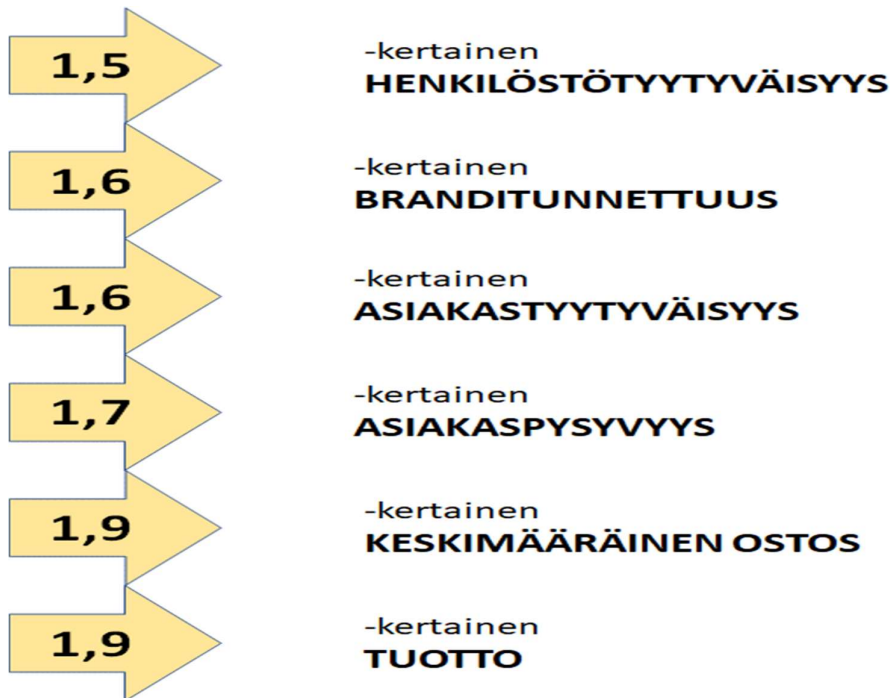 1,5
-kertainen
HENKILÖSTÖTYYTYVÄISYYS
1,6
-kertainen
BRANDITUNNETTUUS
1,6
-kertainen
ASIAKASTYYTYVÄISYYS
1,7
-kertainen
ASIAKASPYSYVYYS
1,9
-kertainen
KESKIMÄÄRÄINEN OSTOS
1,9
-kertainen
TUOTTO